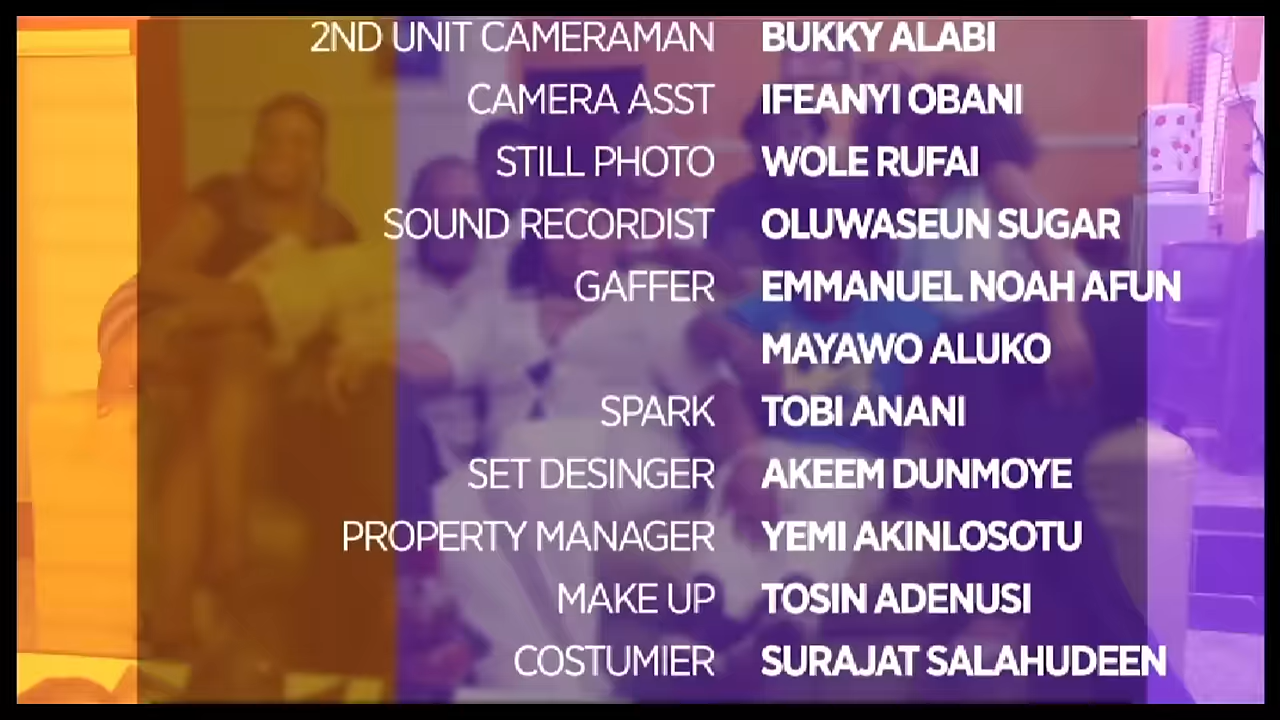 2ND UNIT CAMERAMAN BUKKY ALABI
CAMERA ASST IFEANYI OBANI
STILL PHOTO WOLE RUFAI
SOUND RECORDIST OLUWASEUN SUGAR
GAFFER EMMANUEL NOAH AFUN
MAYAWO ALUKO
SPARK TOBI ANANI
SET DESINGER AKEEM DUNMOYE
PROPERTY MANAGER YEMI AKINLOSOTU
MAKE UP TOSIN ADENUSI
COSTUMIER SURAJAT SALAHUDEEN